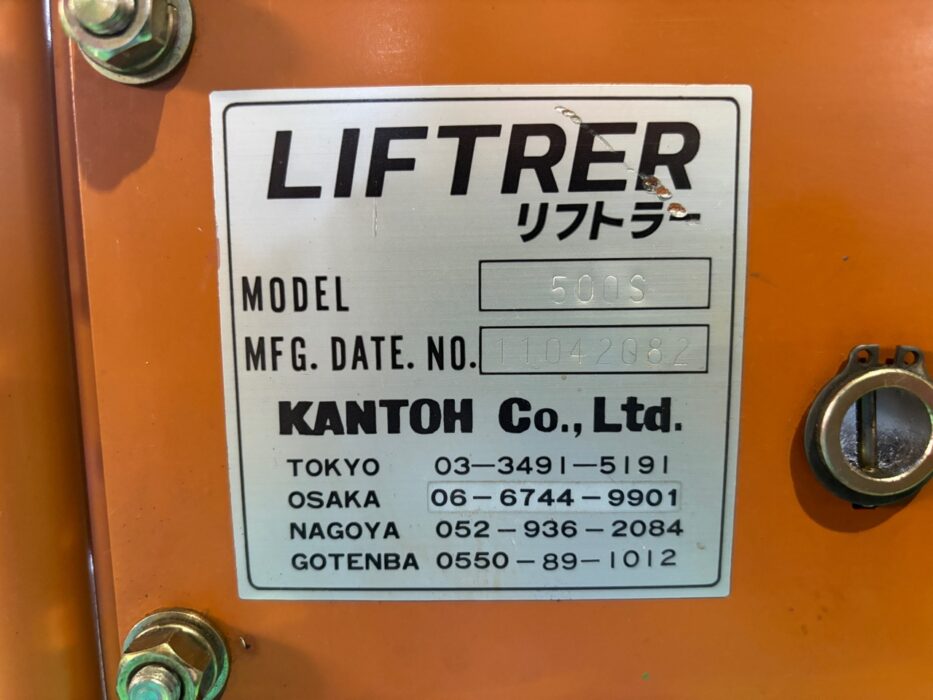 LIFTRER
リフトラー
MODEL 500S
MFG. DATE. NO. 11042082
KANTOH Co., Ltd.
TOKYO 03-3491-5191
OSAKA 06-6744-9901
NAGOYA 052-936-2084
GOTENBA 0550-89-1012